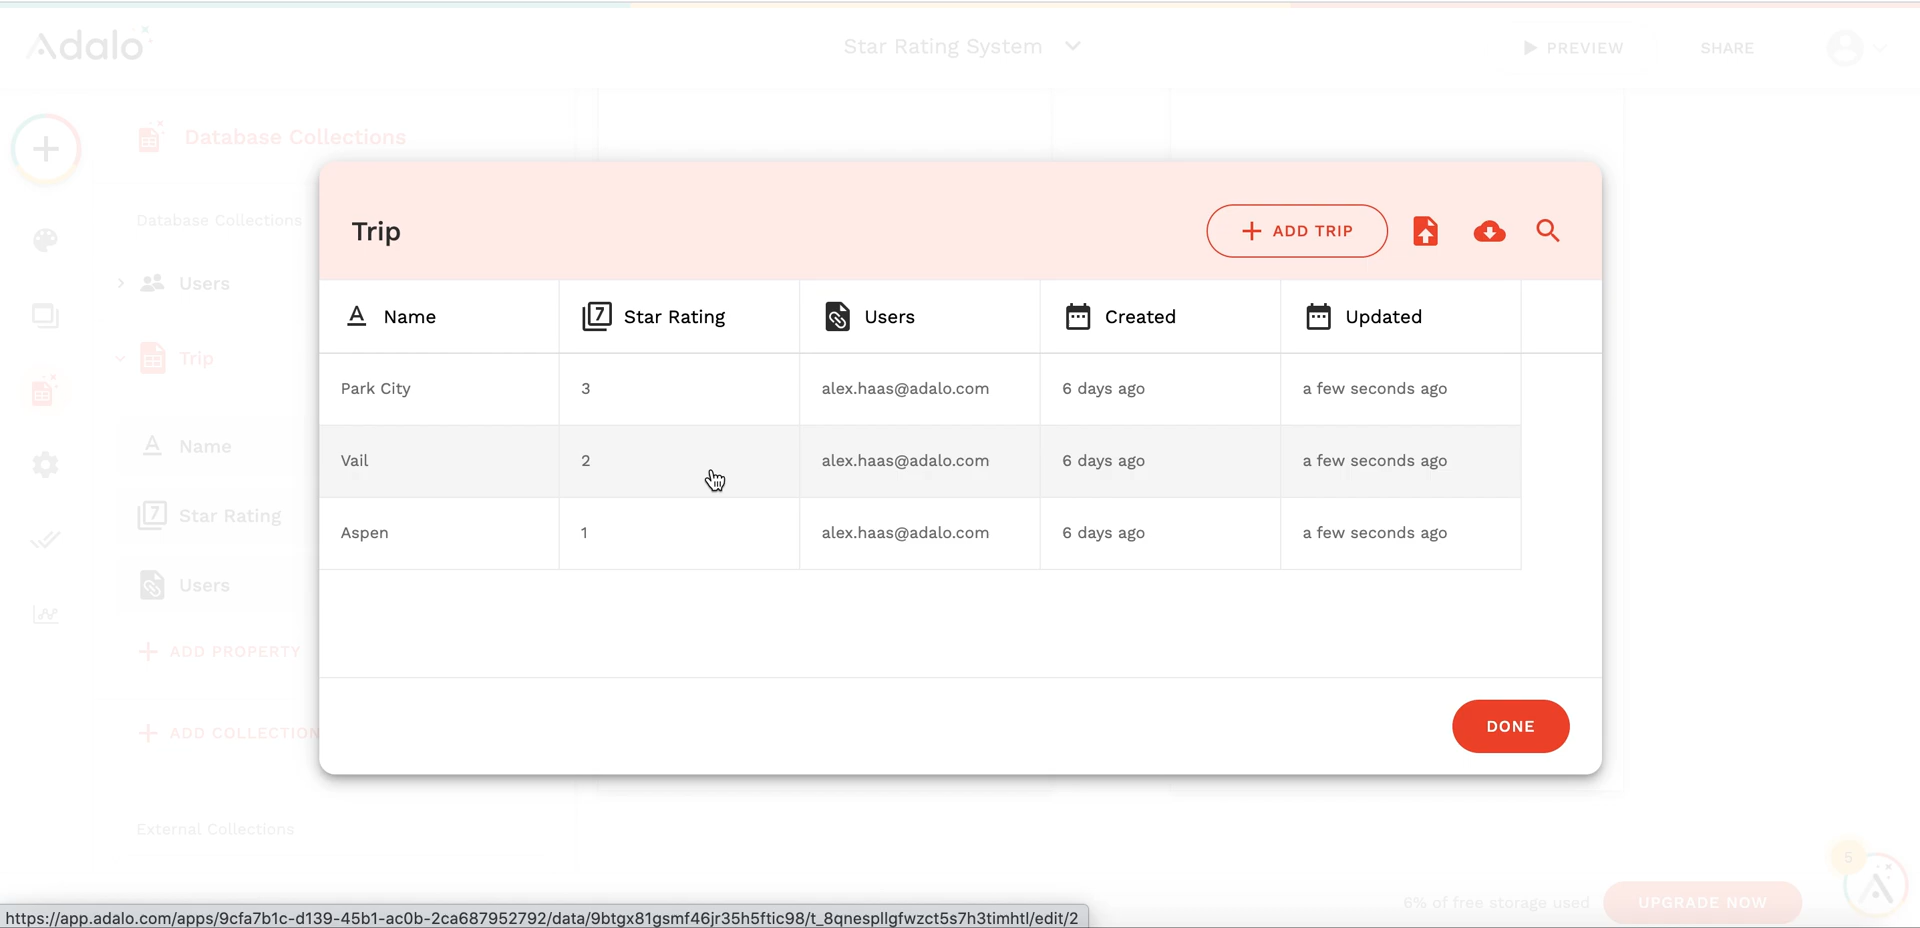 Adalo
Star Rating System
PREVIEW
SHARE
Database Collections
Database Collections
Users
Trip
Name
Star Rating
Users
ADD PROPERTY
ADD COLLECTION
External Collections
Trip
ADD TRIP
Name Star Rating Users Created Updated
Park City 3 alex.haas@adalo.com 6 days ago a few seconds ago
Vail 2 alex.haas@adalo.com 6 days ago a few seconds ago
Aspen 1 alex.haas@adalo.com 6 days ago a few seconds ago
DONE
5
6% of free storage used
UPGRADE NOW
https://app.adalo.com/apps/9cfa7b1c-d139-45b1-ac0b-2ca687952792/data/9btgx81gsmf46jr35h5ftic98/t_8qnespllgfwzct5s7h3timhtl/edit/2